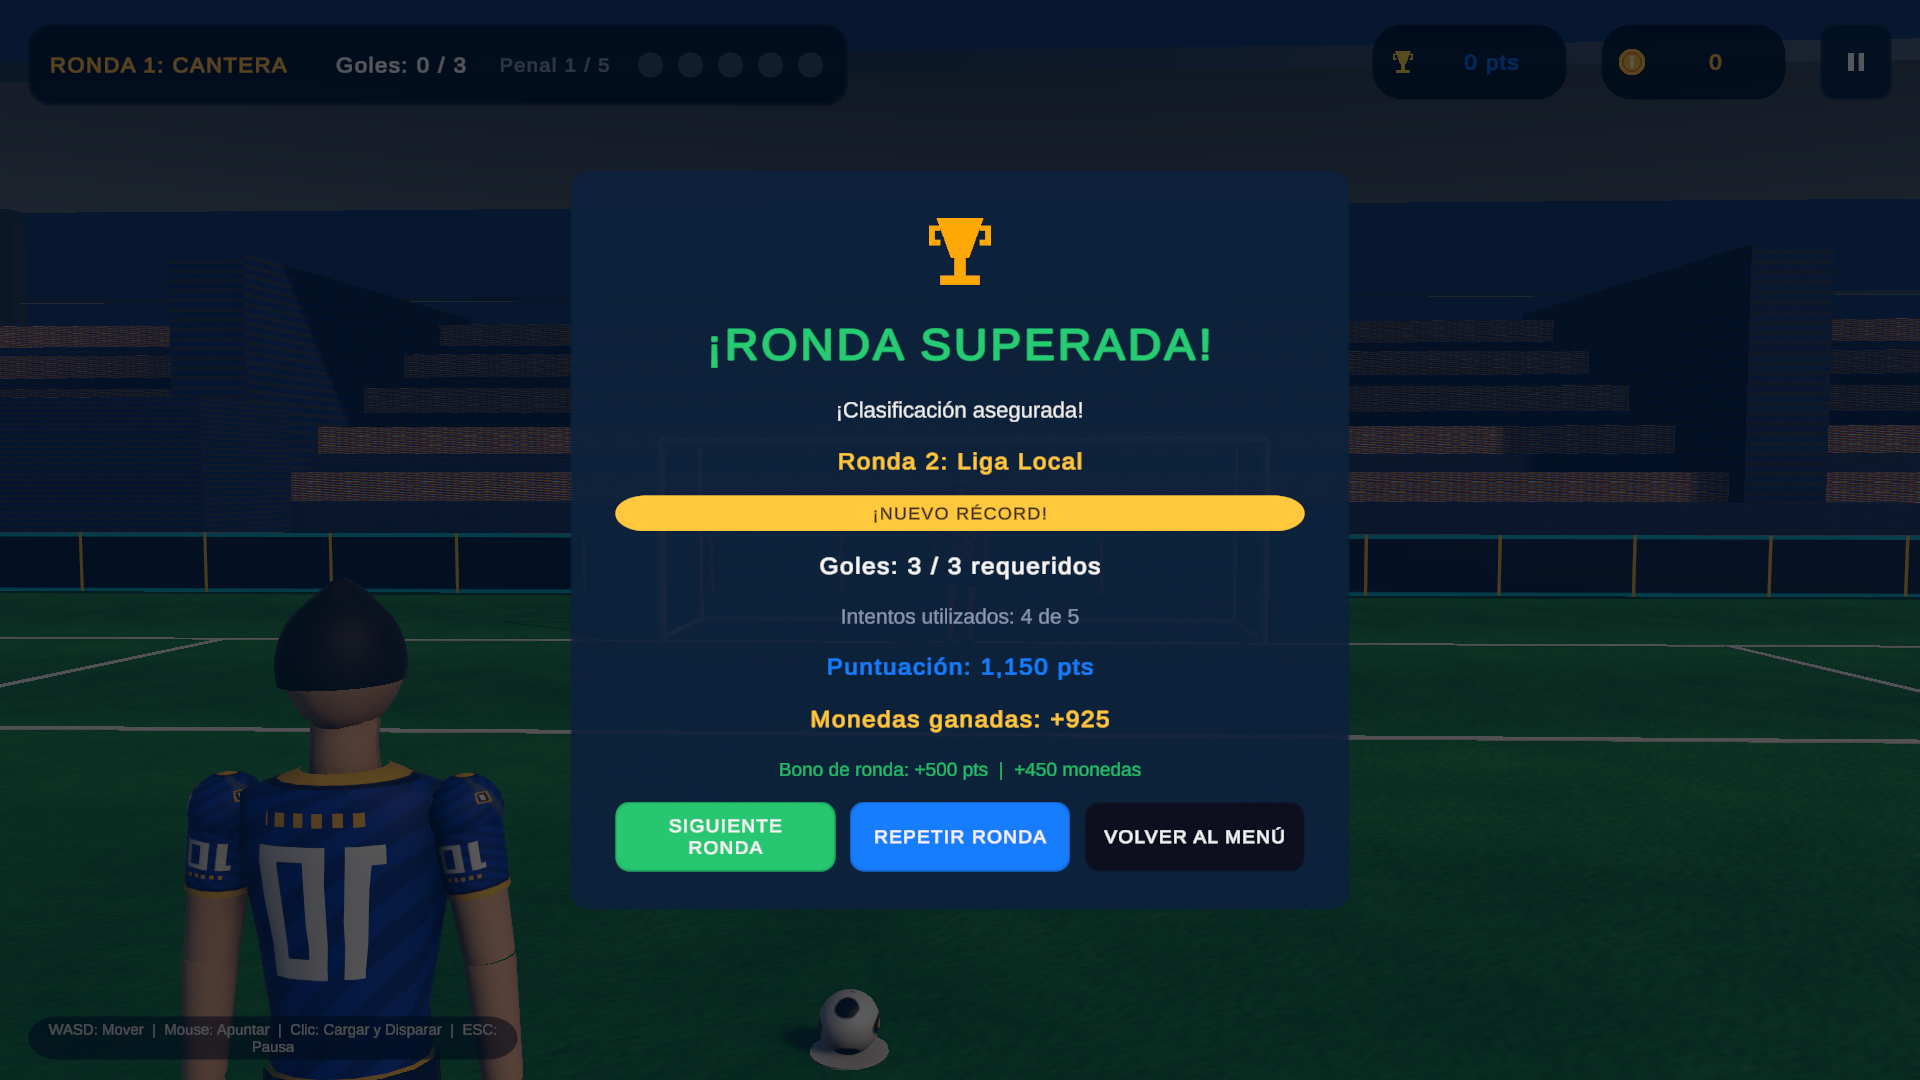 RONDA 1: CANTERA
Goles: 0 / 3
Penal 1 / 5
0 pts
0
¡RONDA SUPERADA!
¡Clasificación asegurada!
Ronda 2: Liga Local
¡NUEVO RÉCORD!
Goles: 3 / 3 requeridos
Intentos utilizados: 4 de 5
Puntuación: 1,150 pts
Monedas ganadas: +925
Bono de ronda: +500 pts | +450 monedas
SIGUIENTE
RONDA
REPETIR RONDA
VOLVER AL MENÚ
WASD: Mover | Mouse: Apuntar | Clic: Cargar y Disparar | ESC:
Pausa